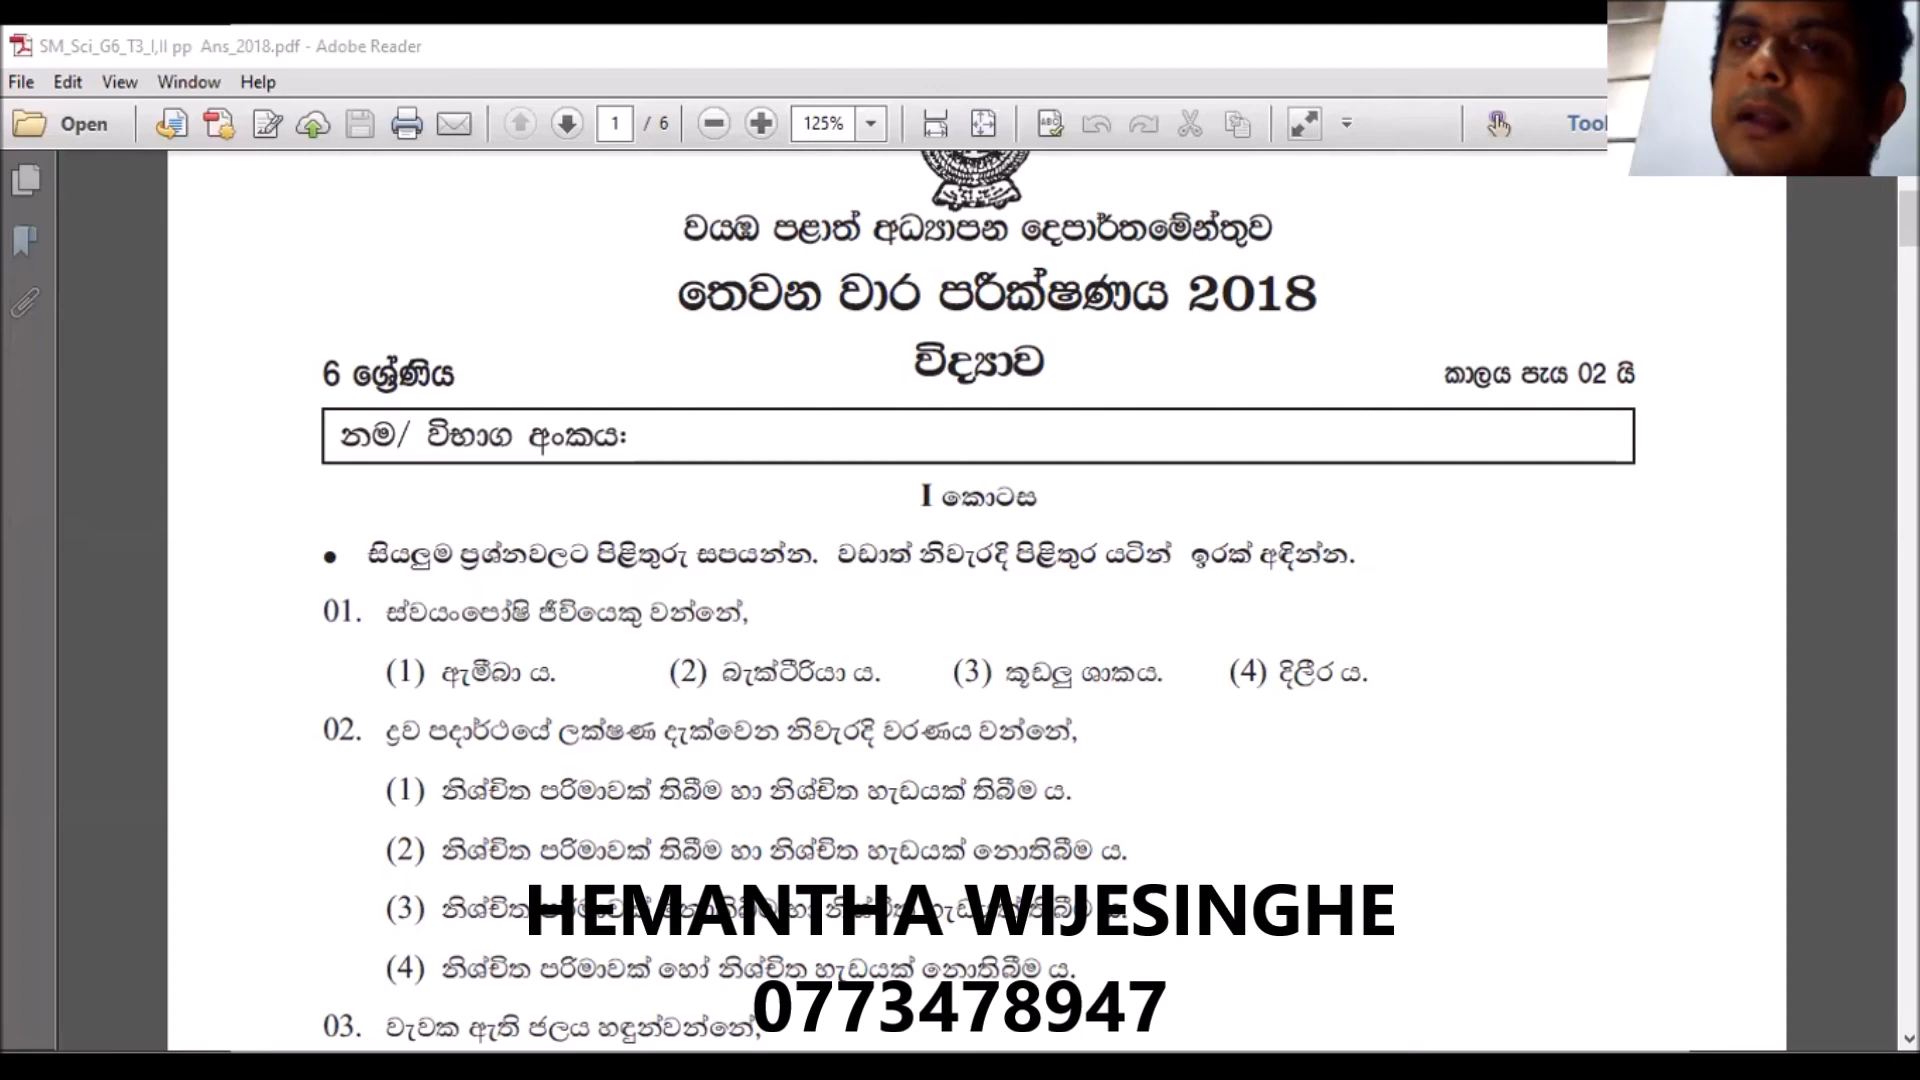 SM_Sci_G6_T3_I,II pp Ans_2018.pdf - Adobe Reader
File Edit View Window Help
Open 1 / 6 125% Tool
වයඹ පළාත් අධ්‍යාපන දෙපාර්තමේන්තුව
තෙවන වාර පරීක්ෂණය 2018
6 ශ්‍රේණිය විද්‍යාව කාලය පැය 02 යි
නම/ විභාග අංකය:
I කොටස
• සියලුම ප්‍රශ්නවලට පිළිතුරු සපයන්න. වඩාත් නිවැරදි පිළිතුර යටින් ඉරක් අඳින්න.
01. ස්වයංපෝෂි ජීවියෙකු වන්නේ,
(1) ඇමීබා ය. (2) බැක්ටීරියා ය. (3) කූඩලු ශාකය. (4) දිලීර ය.
02. ද්‍රව පදාර්ථයේ ලක්ෂණ දැක්වෙන නිවැරදි වරණය වන්නේ,
(1) නිශ්චිත පරිමාවක් තිබීම හා නිශ්චිත හැඩයක් තිබීම ය.
(2) නිශ්චිත පරිමාවක් තිබීම හා නිශ්චිත හැඩයක් නොතිබීම ය.
(3) නිශ්චිත
HEMANTHA WIJESINGHE
(4) නිශ්චිත පරිමාවක් හෝ නිශ්චිත හැඩයක් නොතිබීම ය.
0773478947
03. වැවක ඇති ජලය හඳුන්වන්නේ,